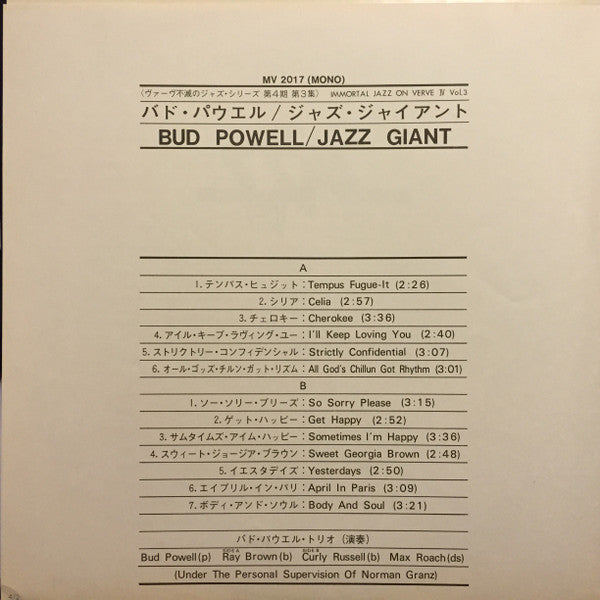 MV 2017 (MONO)
〈ヴァーヴ不滅のジャズ・シリーズ 第4期 第3集〉 IMMORTAL JAZZ ON VERVE Ⅳ Vol.3
バド・パウエル/ジャズ・ジャイアント
BUD POWELL/JAZZ GIANT
A
1. テンパス・ヒュジット : Tempus Fugue-It (2:26)
2. シリア : Celia (2:57)
3. チェロキー : Cherokee (3:36)
4. アイル・キープ・ラヴィング・ユー : I'll Keep Loving You (2:40)
5. ストリクトリー・コンフィデンシャル : Strictly Confidential (3:07)
6. オール・ゴッズ・チルン・ガット・リズム : All God's Chillun Got Rhythm (3:01)
B
1. ソー・ソリー・プリーズ : So Sorry Please (3:15)
2. ゲット・ハッピー : Get Happy (2:52)
3. サムタイムズ・アイム・ハッピー : Sometimes I'm Happy (3:36)
4. スウィート・ジョージア・ブラウン : Sweet Georgia Brown (2:48)
5. イエスタデイズ : Yesterdays (2:50)
6. エイプリル・イン・パリ : April In Paris (3:09)
7. ボディ・アンド・ソウル : Body And Soul (3:21)
バド・パウエル・トリオ (演奏)
SIDE A SIDE B
Bud Powell(p) Ray Brown(b) Curly Russell(b) Max Roach(ds)
(Under The Personal Supervision Of Norman Granz)